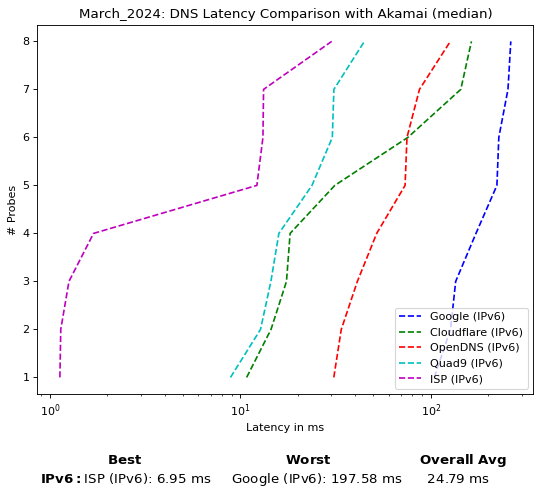 March_2024: DNS Latency Comparison with Akamai (median)
8
7
6
5
4
3
2
1
# Probes
Google (IPv6)
Cloudflare (IPv6)
OpenDNS (IPv6)
Quad9 (IPv6)
ISP (IPv6)
10⁰ 10¹ 10²
Latency in ms
Best Worst Overall Avg
IPv6: ISP (IPv6): 6.95 ms Google (IPv6): 197.58 ms 24.79 ms